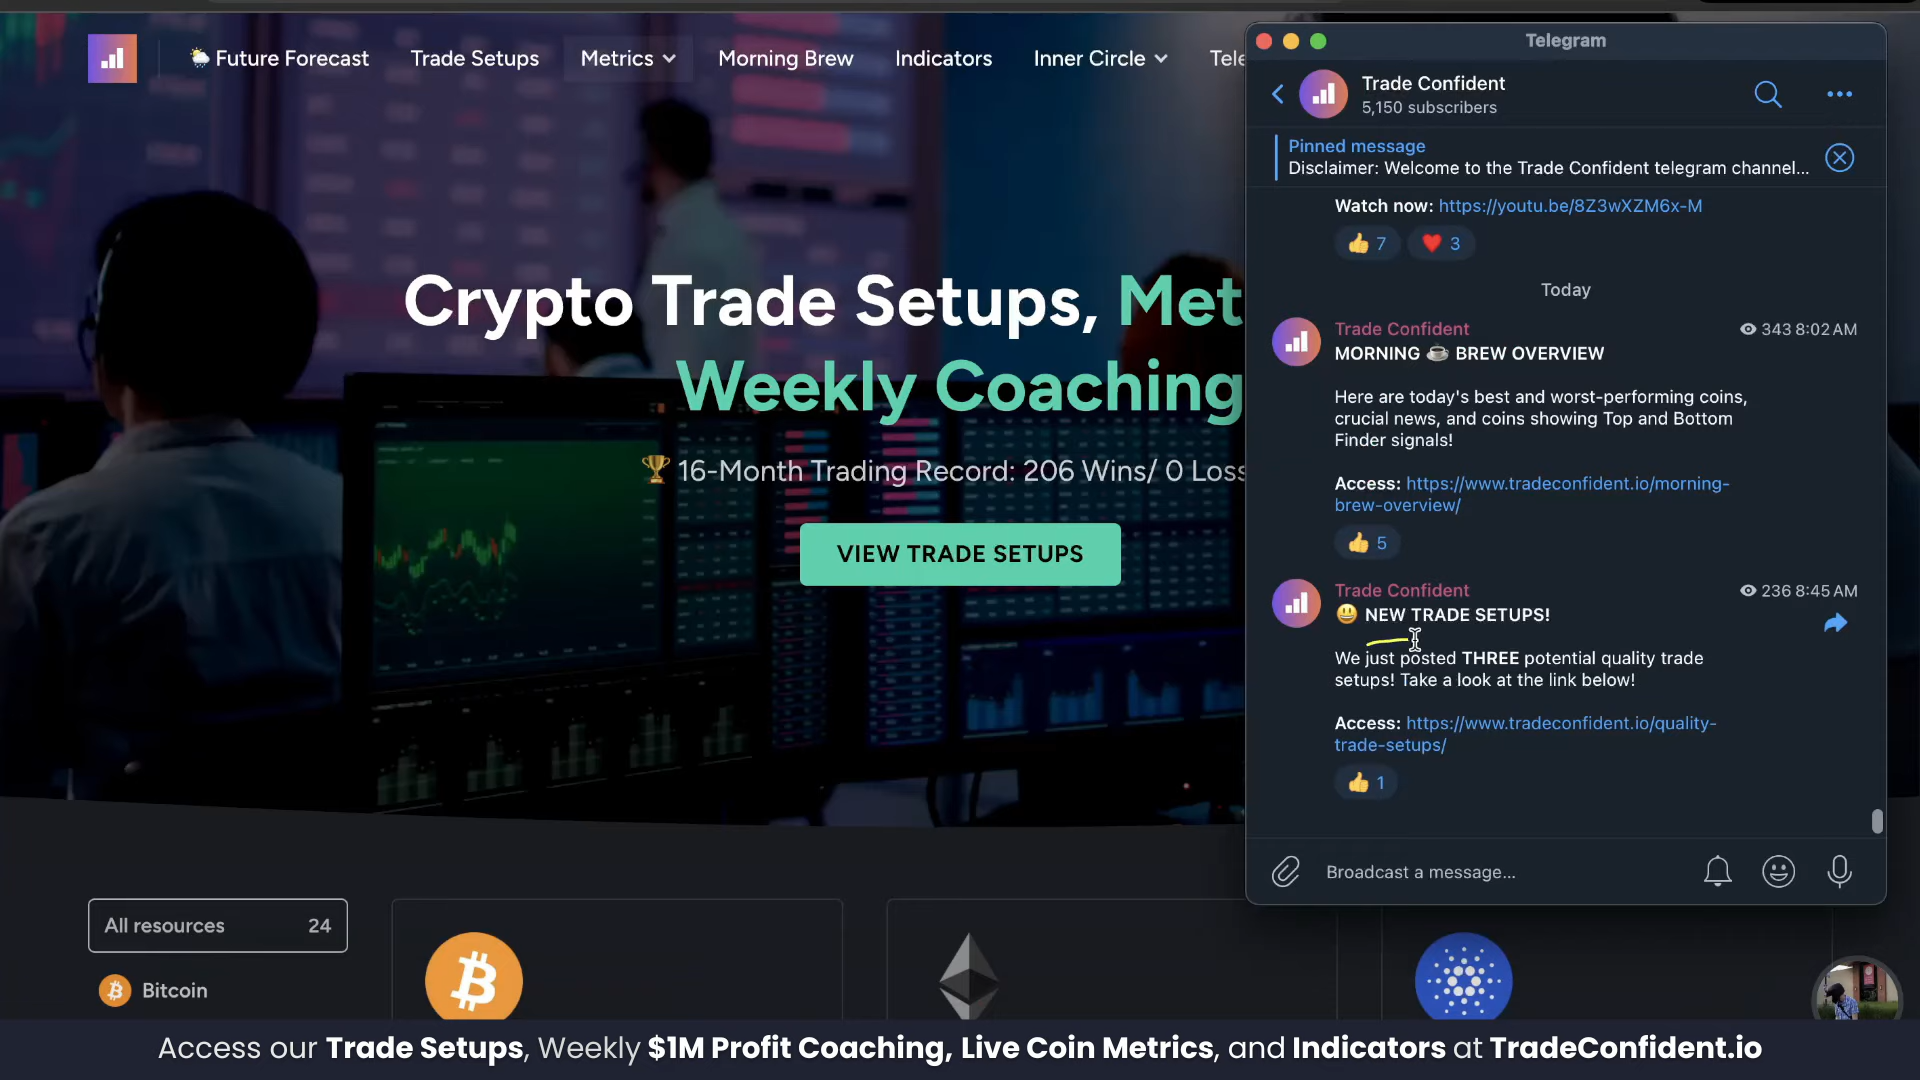 Future Forecast
Trade Setups
Metrics
Morning Brew
Indicators
Inner Circle
Tele
Crypto Trade Setups, Met
Weekly Coaching
16-Month Trading Record: 206 Wins/ 0 Loss
VIEW TRADE SETUPS
All resources 24
Bitcoin
Telegram
Trade Confident
5,150 subscribers
Pinned message
Disclaimer: Welcome to the Trade Confident telegram channel...
Watch now: https://youtu.be/8Z3wXZM6x-M
7 3
Today
Trade Confident 343 8:02 AM
MORNING ☕ BREW OVERVIEW
Here are today's best and worst-performing coins,
crucial news, and coins showing Top and Bottom
Finder signals!
Access: https://www.tradeconfident.io/morning-
brew-overview/
5
Trade Confident 236 8:45 AM
😃 NEW TRADE SETUPS!
We just posted THREE potential quality trade
setups! Take a look at the link below!
Access: https://www.tradeconfident.io/quality-
trade-setups/
1
Broadcast a message...
Access our Trade Setups, Weekly $1M Profit Coaching, Live Coin Metrics, and Indicators at TradeConfident.io